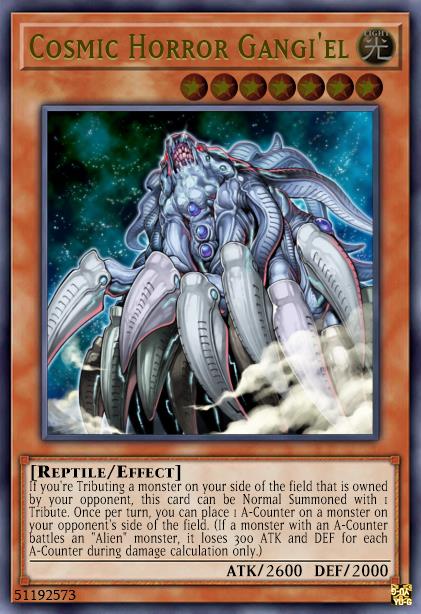 COSMIC HORROR GANGI'EL
LIGHT
光
[REPTILE/EFFECT]
If you're Tributing a monster on your side of the field that is owned
by your opponent, this card can be Normal Summoned with 1
Tribute. Once per turn, you can place 1 A-Counter on a monster on
your opponent's side of the field. (If a monster with an A-Counter
battles an "Alien" monster, it loses 300 ATK and DEF for each
A-Counter during damage calculation only.)
ATK/2600 DEF/2000
51192573